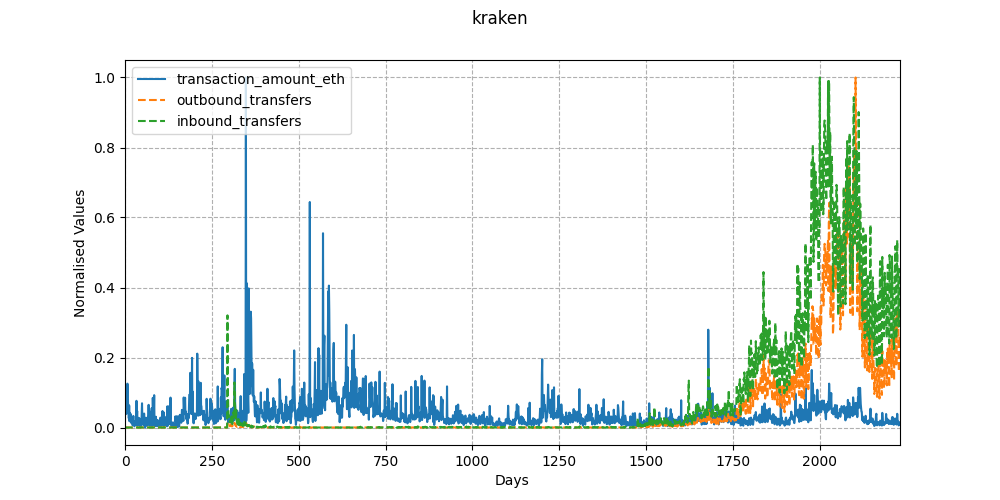 kraken
transaction_amount_eth
outbound_transfers
inbound_transfers
1.0
0.8
0.6
0.4
0.2
0.0
Normalised Values
0 250 500 750 1000 1250 1500 1750 2000
Days